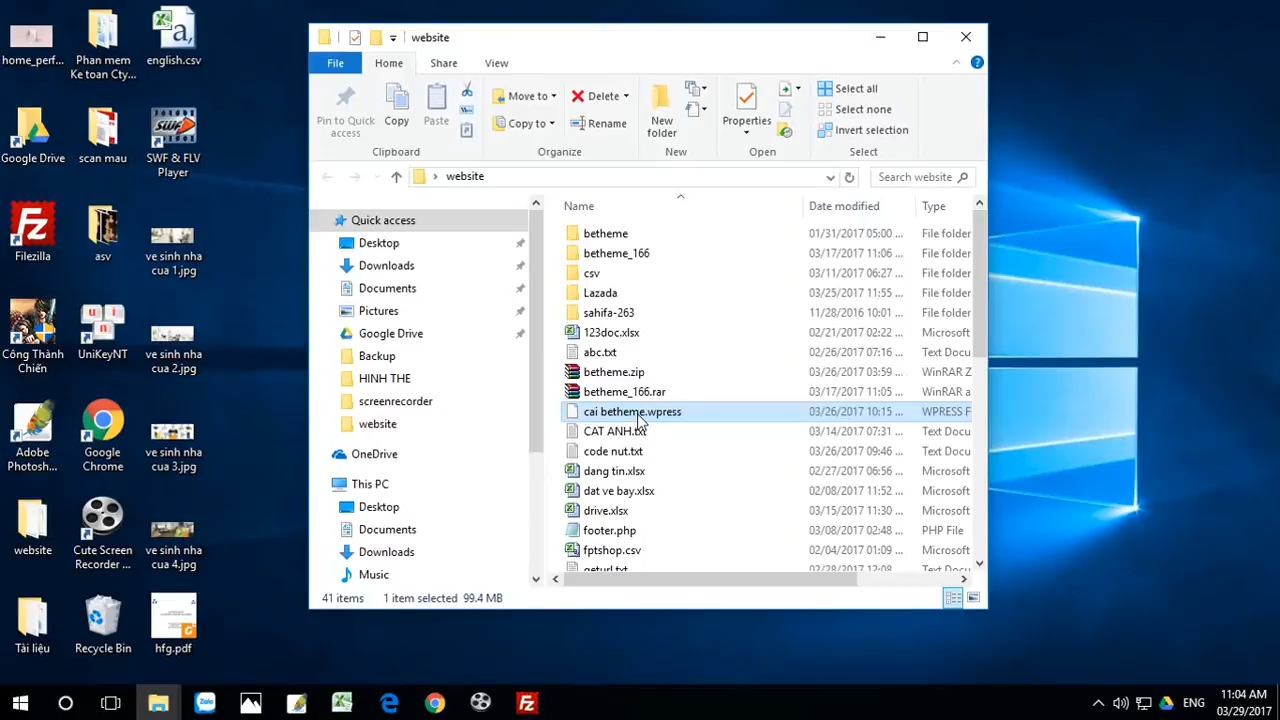 home_perf...
Phan mem
Ke toan Cty...
english.csv
Google Drive
scan mau
SWF & FLV
Player
Filezilla
asv
ve sinh nha
cua 1.jpg
Công Thành
Chiến
UniKeyNT
ve sinh nha
cua 2.jpg
Adobe
Photosh...
Google
Chrome
ve sinh nha
cua 3.jpg
website
Cute Screen
Recorder ...
ve sinh nha
cua 4.jpg
Tài liệu
Recycle Bin
hfg.pdf
website
File Home Share View
Pin to Quick
access
Copy
Paste
Clipboard
Move to
Copy to
Delete
Rename
Organize
New
folder
New
Properties
Open
Select all
Select none
Invert selection
Select
website
Search website
Quick access
Desktop
Downloads
Documents
Pictures
Google Drive
Backup
HINH THE
screenrecorder
website
OneDrive
This PC
Desktop
Documents
Downloads
Music
Name Date modified Type
betheme 01/31/2017 05:00 ... File folder
betheme_166 03/17/2017 11:06 ... File folder
csv 03/11/2017 06:27 ... File folder
Lazada 03/25/2017 11:55 ... File folder
sahifa-263 11/28/2016 10:01 ... File folder
123doc.xlsx 02/21/2017 02:22 ... Microsoft
abc.txt 02/26/2017 07:16 ... Text Docu
betheme.zip 03/26/2017 03:59 ... WinRAR Z
betheme_166.rar 03/17/2017 11:05 ... WinRAR a
cai betheme.wpress 03/26/2017 10:15 ... WPRESS F
CAT ANH.txt 03/14/2017 07:31 ... Text Docu
code nut.txt 03/26/2017 09:46 ... Text Docu
dang tin.xlsx 02/27/2017 06:56 ... Microsoft
dat ve bay.xlsx 02/08/2017 11:52 ... Microsoft
drive.xlsx 03/15/2017 11:30 ... Microsoft
footer.php 03/08/2017 02:48 ... PHP File
fptshop.csv 02/04/2017 01:09 ... Microsoft
geturl.txt 02/28/2017 12:08 ... Text Docu
41 items 1 item selected 99.4 MB
Zalo
ENG
11:04 AM
03/29/2017